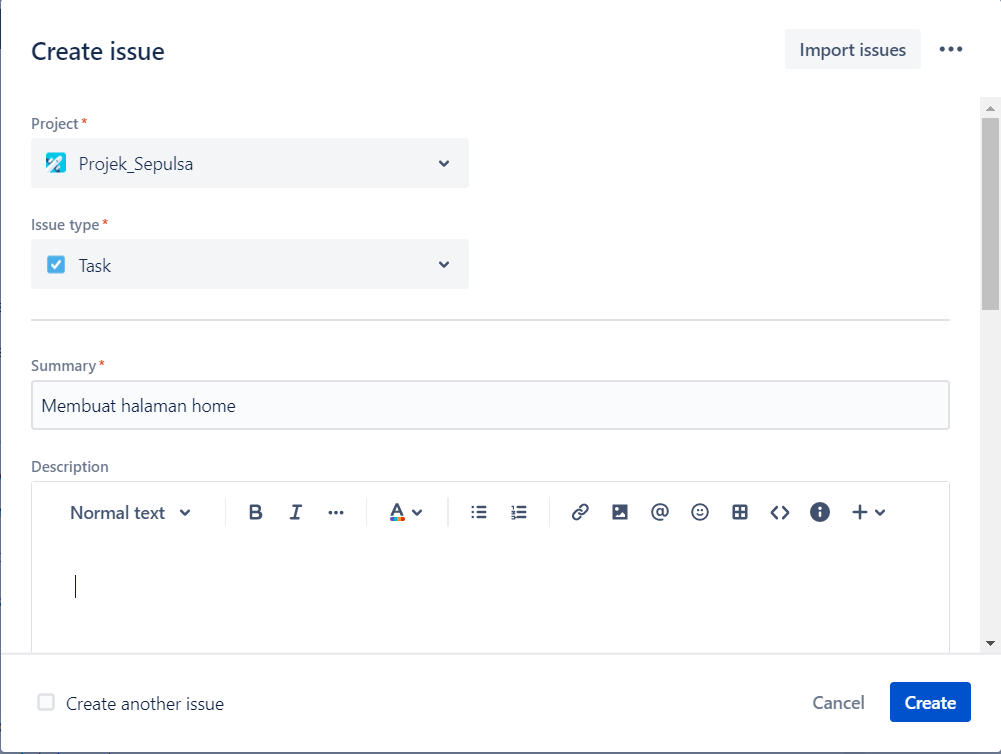 Create issue
Import issues
Project *
Projek_Sepulsa
Issue type *
Task
Summary *
Membuat halaman home
Description
Normal text B I A
Create another issue
Cancel Create